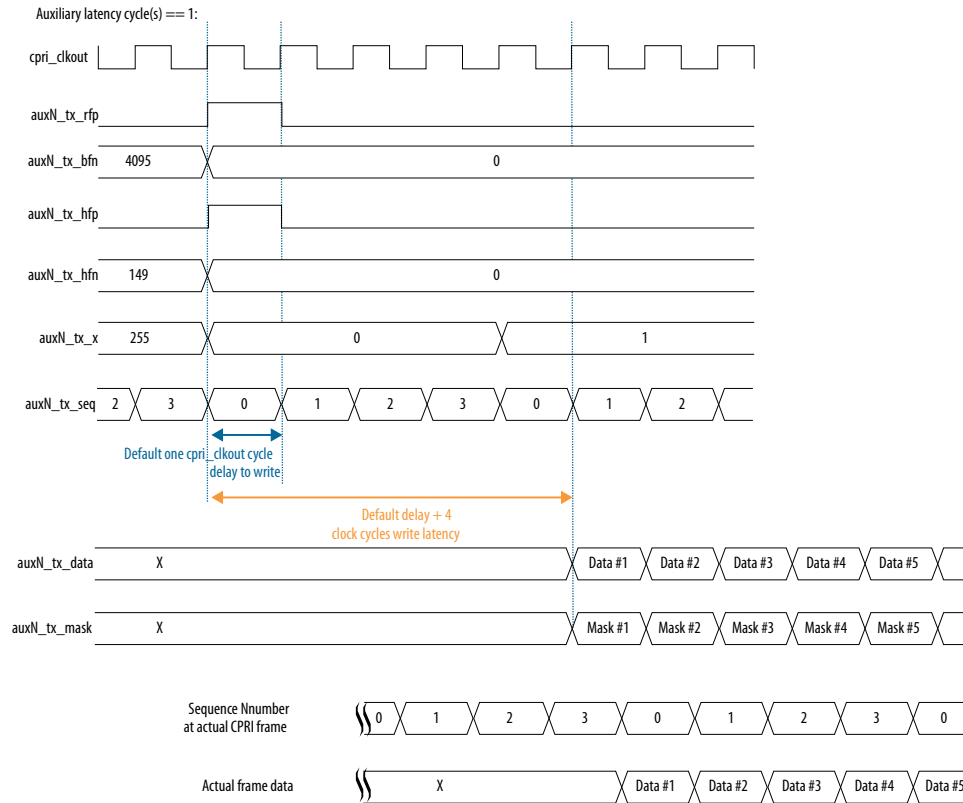 Auxiliary latency cycle(s) == 1:
cpri_clkout
auxN_tx_rfp
auxN_tx_bfn 4095 0
auxN_tx_hfp
auxN_tx_hfn 149 0
auxN_tx_x 255 0 1
auxN_tx_seq 2 3 0 1 2 3 0 1 2
Default one cpri_clkout cycle
delay to write
Default delay + 4
clock cycles write latency
auxN_tx_data X Data #1 Data #2 Data #3 Data #4 Data #5
auxN_tx_mask X Mask #1 Mask #2 Mask #3 Mask #4 Mask #5
Sequence Nnumber
at actual CPRI frame 0 1 2 3 0 1 2 3 0
Actual frame data X Data #1 Data #2 Data #3 Data #4 Data #5